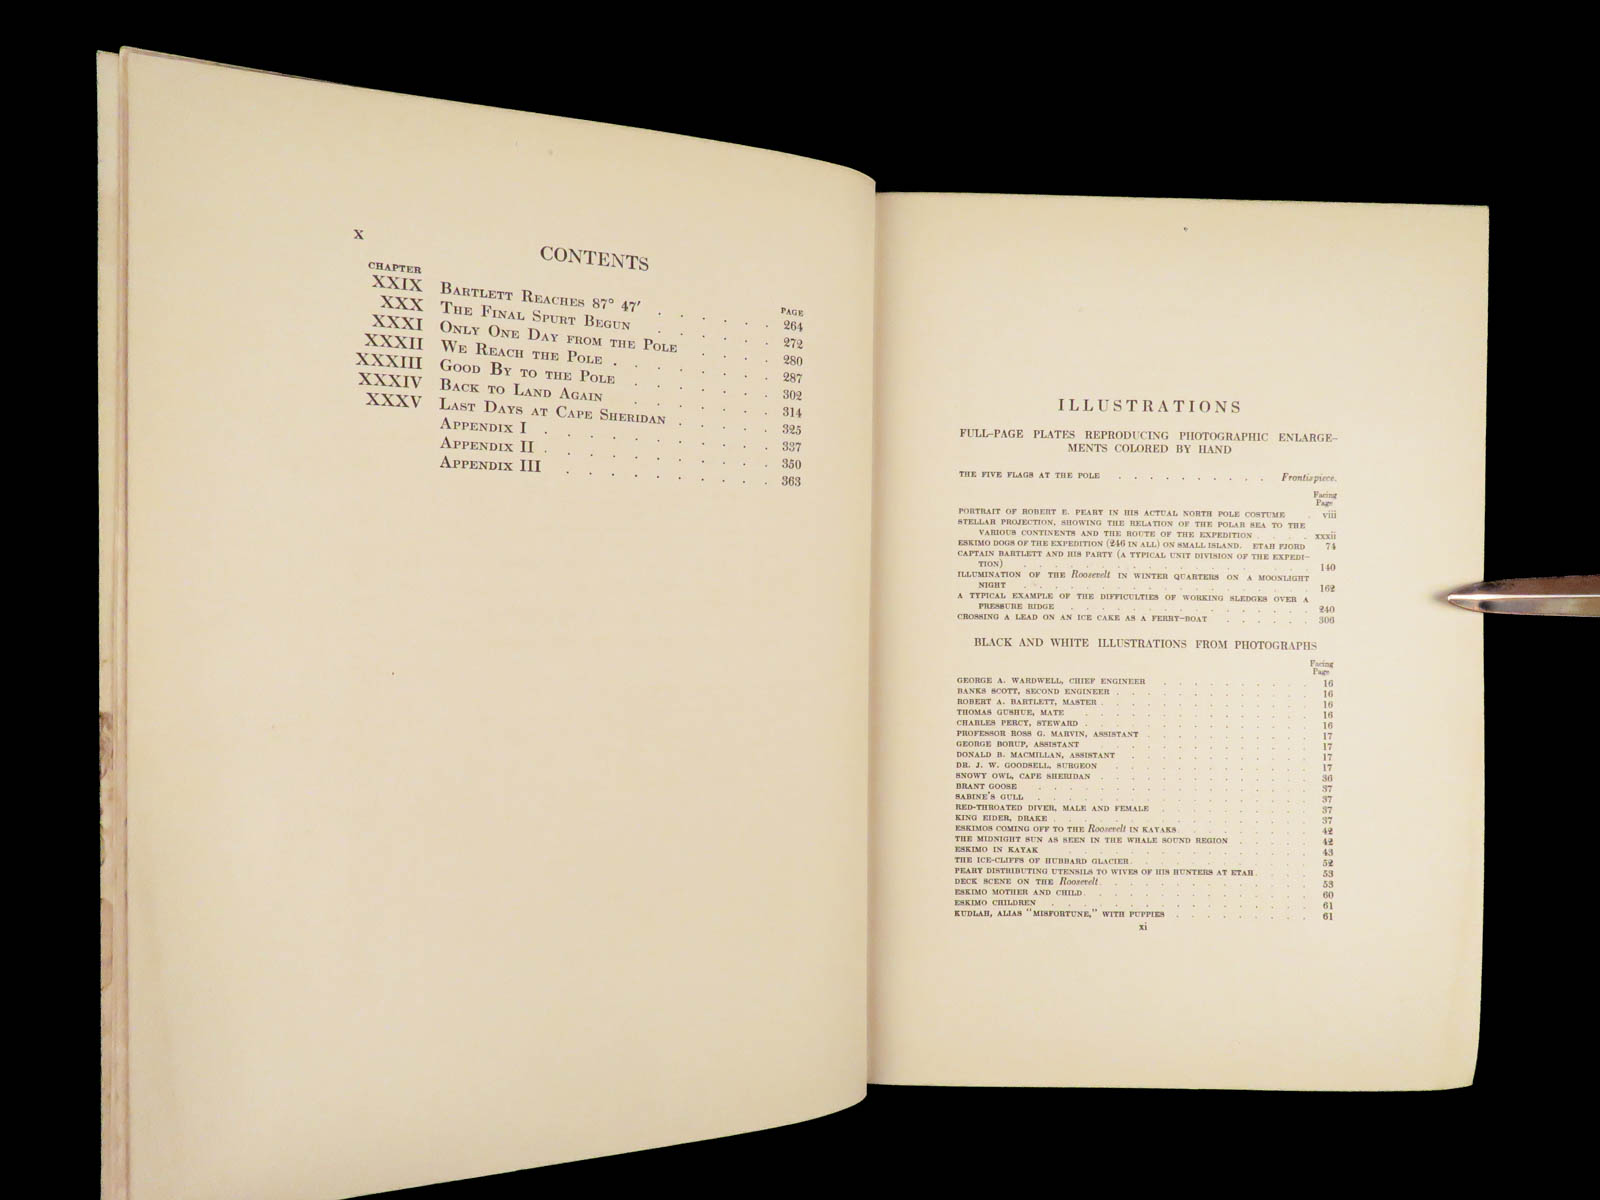 x
CONTENTS
CHAPTER PAGE
XXIX Bartlett Reaches 87° 47′ . . . . . . 264
XXX The Final Spurt Begun . . . . . . 272
XXXI Only One Day from the Pole . . . . 280
XXXII We Reach the Pole . . . . . . . . 287
XXXIII Good By to the Pole . . . . . . . 302
XXXIV Back to Land Again . . . . . . . 314
XXXV Last Days at Cape Sheridan . . . . . 325
Appendix I . . . . . . . . . . 337
Appendix II . . . . . . . . . . 350
Appendix III . . . . . . . . . . 363
ILLUSTRATIONS
FULL-PAGE PLATES REPRODUCING PHOTOGRAPHIC ENLARGE-
MENTS COLORED BY HAND
THE FIVE FLAGS AT THE POLE . . . . . . . . . . Frontispiece.
Facing
Page
PORTRAIT OF ROBERT E. PEARY IN HIS ACTUAL NORTH POLE COSTUME . viii
STELLAR PROJECTION, SHOWING THE RELATION OF THE POLAR SEA TO THE
VARIOUS CONTINENTS AND THE ROUTE OF THE EXPEDITION . . . . xxxii
ESKIMO DOGS OF THE EXPEDITION (246 IN ALL) ON SMALL ISLAND. ETAH FJORD 74
CAPTAIN BARTLETT AND HIS PARTY (A TYPICAL UNIT DIVISION OF THE EXPEDI-
TION) . . . . . . . . . . . . . . . . . . 140
ILLUMINATION OF THE Roosevelt IN WINTER QUARTERS ON A MOONLIGHT
NIGHT . . . . . . . . . . . . . . . . . . 162
A TYPICAL EXAMPLE OF THE DIFFICULTIES OF WORKING SLEDGES OVER A
PRESSURE RIDGE . . . . . . . . . . . . . . . 240
CROSSING A LEAD ON AN ICE CAKE AS A FERRY-BOAT . . . . . . 306
BLACK AND WHITE ILLUSTRATIONS FROM PHOTOGRAPHS
Facing
Page
GEORGE A. WARDWELL, CHIEF ENGINEER . . . . . . . . . . 16
BANKS SCOTT, SECOND ENGINEER . . . . . . . . . . . . . 16
ROBERT A. BARTLETT, MASTER . . . . . . . . . . . . . . 16
THOMAS GUSHUE, MATE . . . . . . . . . . . . . . . 16
CHARLES PERCY, STEWARD . . . . . . . . . . . . . . . 16
PROFESSOR ROSS G. MARVIN, ASSISTANT . . . . . . . . . . . 17
GEORGE BORUP, ASSISTANT . . . . . . . . . . . . . . 17
DONALD B. MACMILLAN, ASSISTANT . . . . . . . . . . . . 17
DR. J. W. GOODSELL, SURGEON . . . . . . . . . . . . . 17
SNOWY OWL, CAPE SHERIDAN . . . . . . . . . . . . . . 36
BRANT GOOSE . . . . . . . . . . . . . . . . . 37
SABINE'S GULL . . . . . . . . . . . . . . . . . 37
RED-THROATED DIVER, MALE AND FEMALE . . . . . . . . . . 37
KING EIDER, DRAKE . . . . . . . . . . . . . . . . 37
ESKIMOS COMING OFF TO THE Roosevelt IN KAYAKS. . . . . . . . . 42
THE MIDNIGHT SUN AS SEEN IN THE WHALE SOUND REGION . . . . . 42
ESKIMO IN KAYAK . . . . . . . . . . . . . . . . 43
THE ICE-CLIFFS OF HUBBARD GLACIER. . . . . . . . . . . . 52
PEARY DISTRIBUTING UTENSILS TO WIVES OF HIS HUNTERS AT ETAH. . . . 53
DECK SCENE ON THE Roosevelt. . . . . . . . . . . . . . 53
ESKIMO MOTHER AND CHILD. . . . . . . . . . . . . . . 60
ESKIMO CHILDREN . . . . . . . . . . . . . . . . 61
KUDLAH, ALIAS "MISFORTUNE," WITH PUPPIES . . . . . . . . . 61
xi